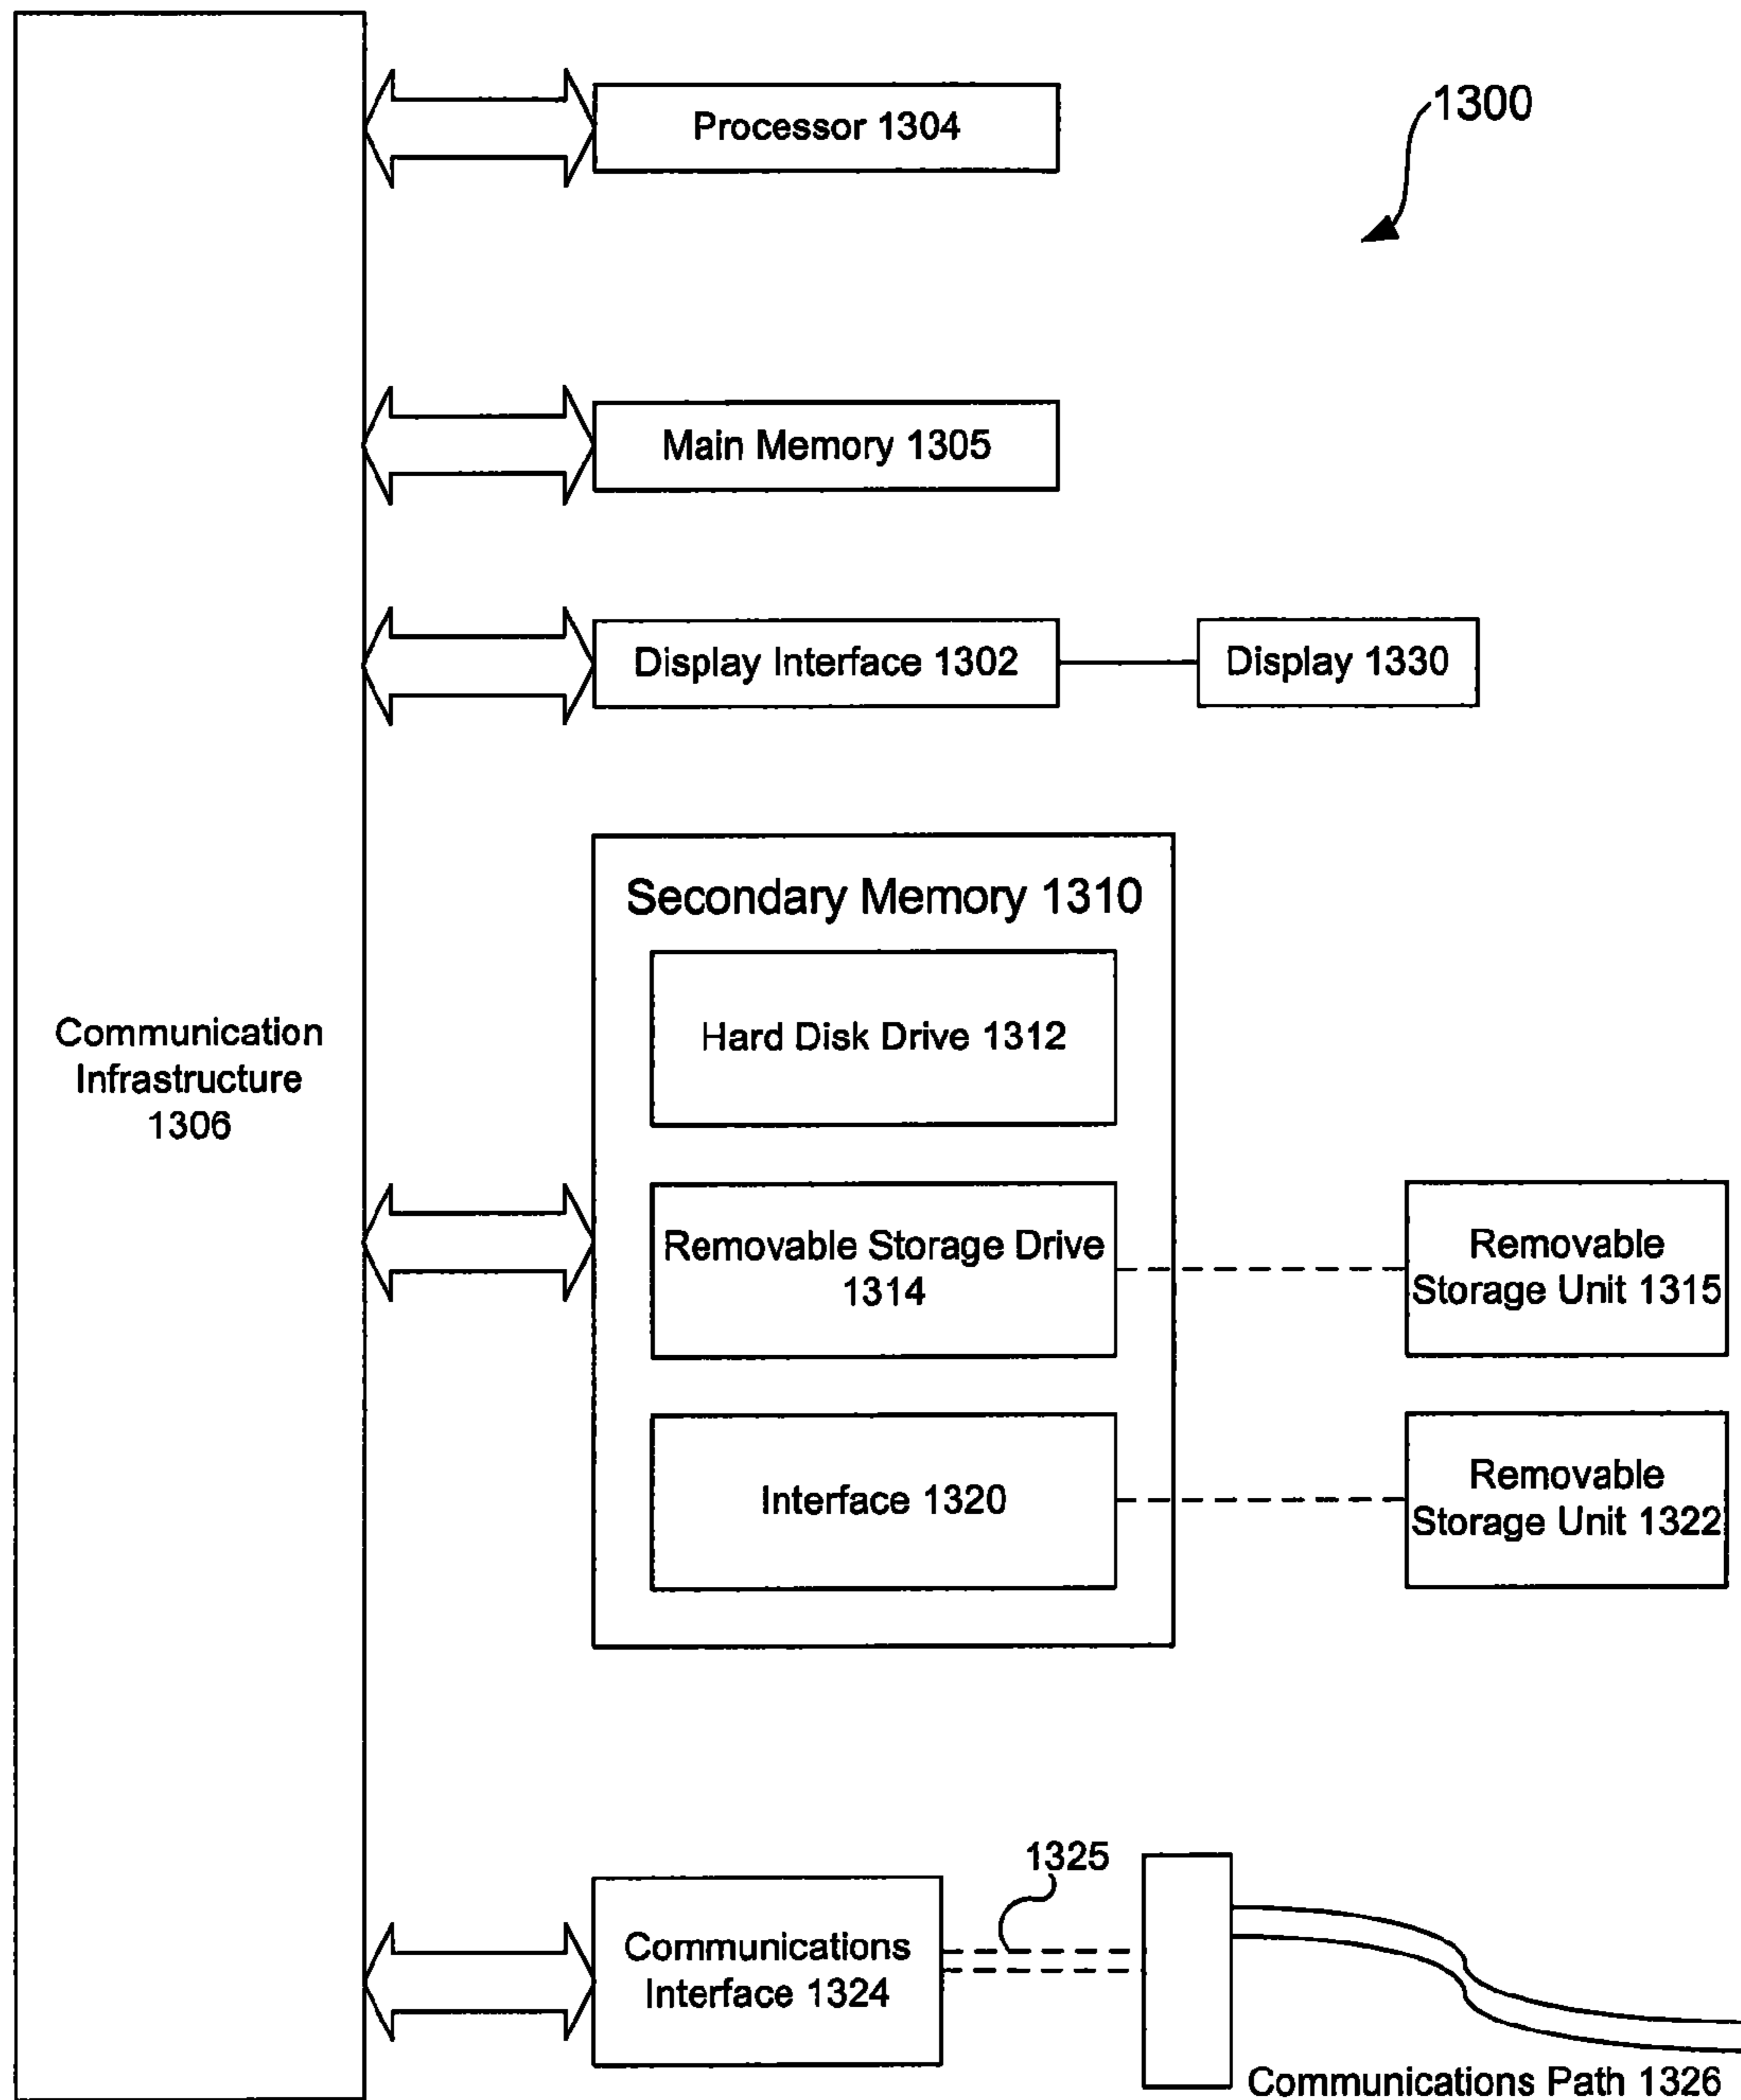 1300
Processor 1304
Main Memory 1305
Display Interface 1302
Display 1330
Secondary Memory 1310
Hard Disk Drive 1312
Communication
Infrastructure
1306
Removable Storage Drive
1314
Removable
Storage Unit 1315
Interface 1320
Removable
Storage Unit 1322
1325
Communications
Interface 1324
Communications Path 1326